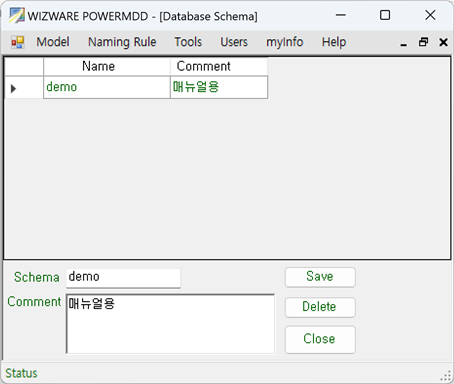 WIZWARE POWERMDD - [Database Schema]
Model Naming Rule Tools Users myInfo Help
Name Comment
demo 매뉴얼용
Schema demo Save
Comment 매뉴얼용 Delete
Close
Status